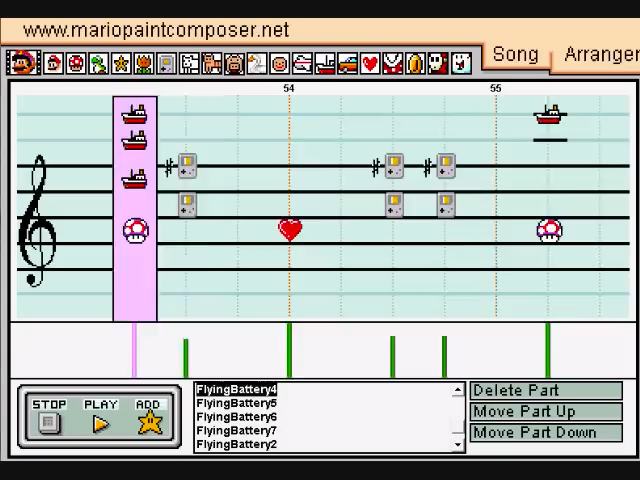 www.mariopaintcomposer.net
Song
Arranger
54
55
STOP
PLAY
ADD
FlyingBattery4
FlyingBattery5
FlyingBattery6
FlyingBattery7
FlyingBattery2
Delete Part
Move Part Up
Move Part Down